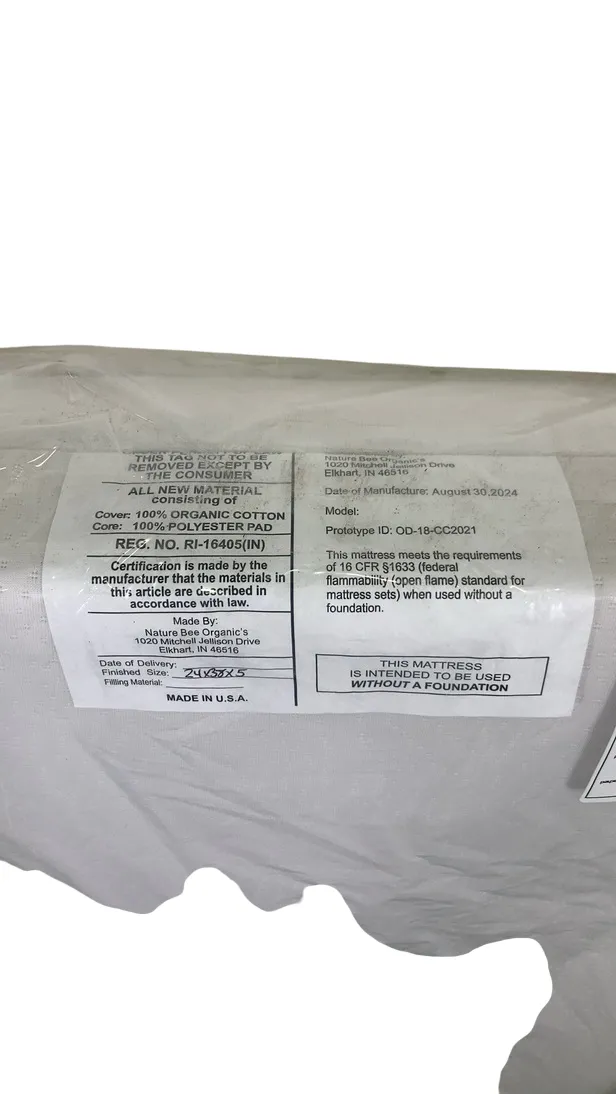 THIS TAG NOT TO BE
REMOVED EXCEPT BY
THE CONSUMER
ALL NEW MATERIAL
consisting of
Cover: 100% ORGANIC COTTON
Core: 100% POLYESTER PAD
REG. NO. RI-16405(IN)
Certification is made by the
manufacturer that the materials in
this article are described in
accordance with law.
Made By:
Nature Bee Organic's
1020 Mitchell Jellison Drive
Elkhart, IN 46516
Date of Delivery:
Finished Size: 24x38x5
Filling Material:
MADE IN U.S.A.
Nature Bee Organic's
1020 Mitchell Jellison Drive
Elkhart, IN 46516
Date of Manufacture: August 30,2024
Model:
Prototype ID: OD-18-CC2021
This mattress meets the requirements
of 16 CFR §1633 (federal
flammability (open flame) standard for
mattress sets) when used without a
foundation.
THIS MATTRESS
IS INTENDED TO BE USED
WITHOUT A FOUNDATION